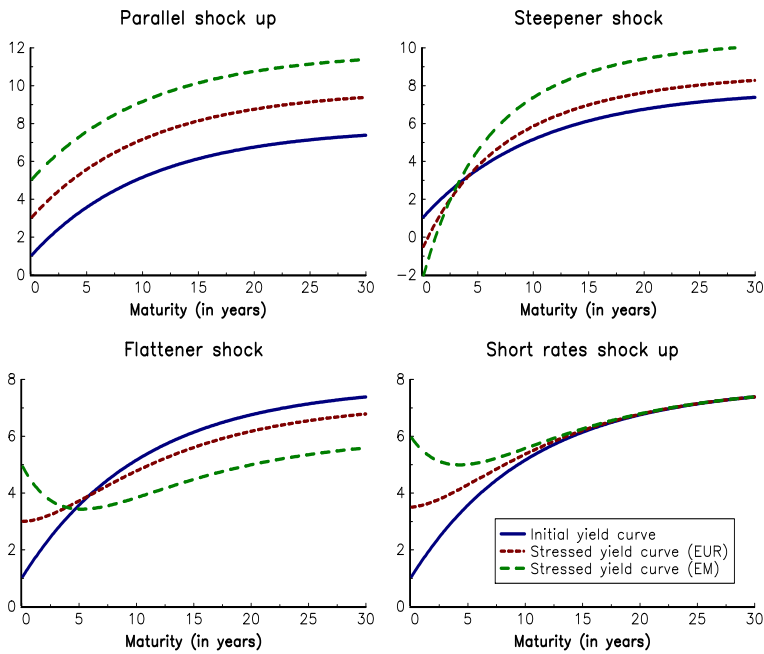 Parallel shock up
12
10
8
6
4
2
0
0 5 10 15 20 25 30
Maturity (in years)
Steepener shock
10
8
6
4
2
0
-2
0 5 10 15 20 25 30
Maturity (in years)
Flattener shock
8
6
4
2
0
0 5 10 15 20 25 30
Maturity (in years)
Short rates shock up
8
6
4
2
0
Initial yield curve
Stressed yield curve (EUR)
Stressed yield curve (EM)
0 5 10 15 20 25 30
Maturity (in years)